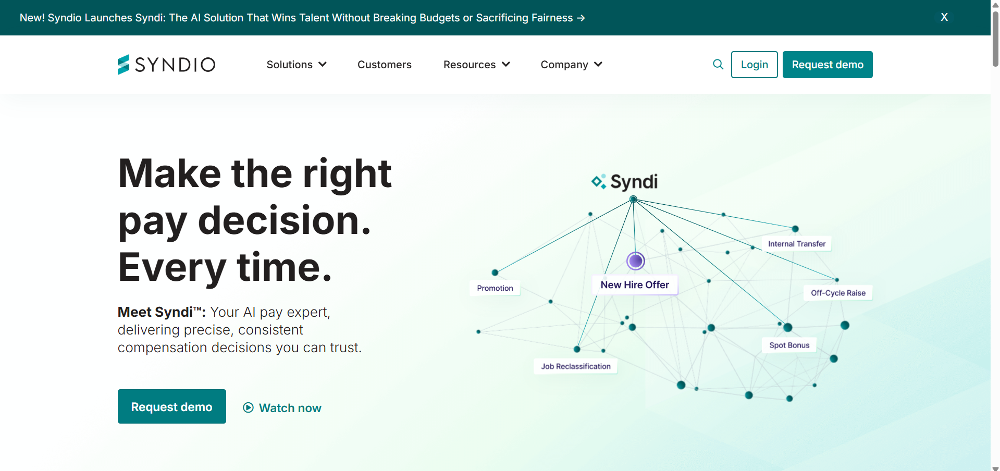 New! Syndio Launches Syndi: The AI Solution That Wins Talent Without Breaking Budgets or Sacrificing Fairness →
X
SYNDIO
Solutions
Customers
Resources
Company
Login
Request demo
Make the right
pay decision.
Every time.
Meet Syndi™: Your AI pay expert,
delivering precise, consistent
compensation decisions you can trust.
Request demo
Watch now
Syndi
Internal Transfer
New Hire Offer
Promotion
Off-Cycle Raise
Spot Bonus
Job Reclassification